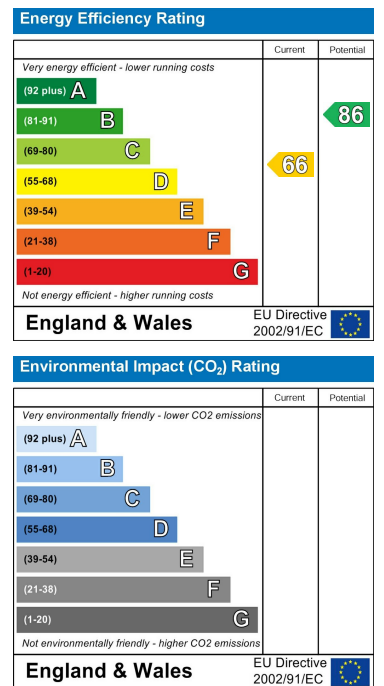 Energy Efficiency Rating
Current Potential
Very energy efficient - lower running costs
(92 plus) A
(81-91) B
(69-80) C
(55-68) D
(39-54) E
(21-38) F
(1-20) G
66
86
Not energy efficient - higher running costs
England & Wales
EU Directive
2002/91/EC
Environmental Impact (CO₂) Rating
Current Potential
Very environmentally friendly - lower CO2 emissions
(92 plus) A
(81-91) B
(69-80) C
(55-68) D
(39-54) E
(21-38) F
(1-20) G
Not environmentally friendly - higher CO2 emissions
England & Wales
EU Directive
2002/91/EC